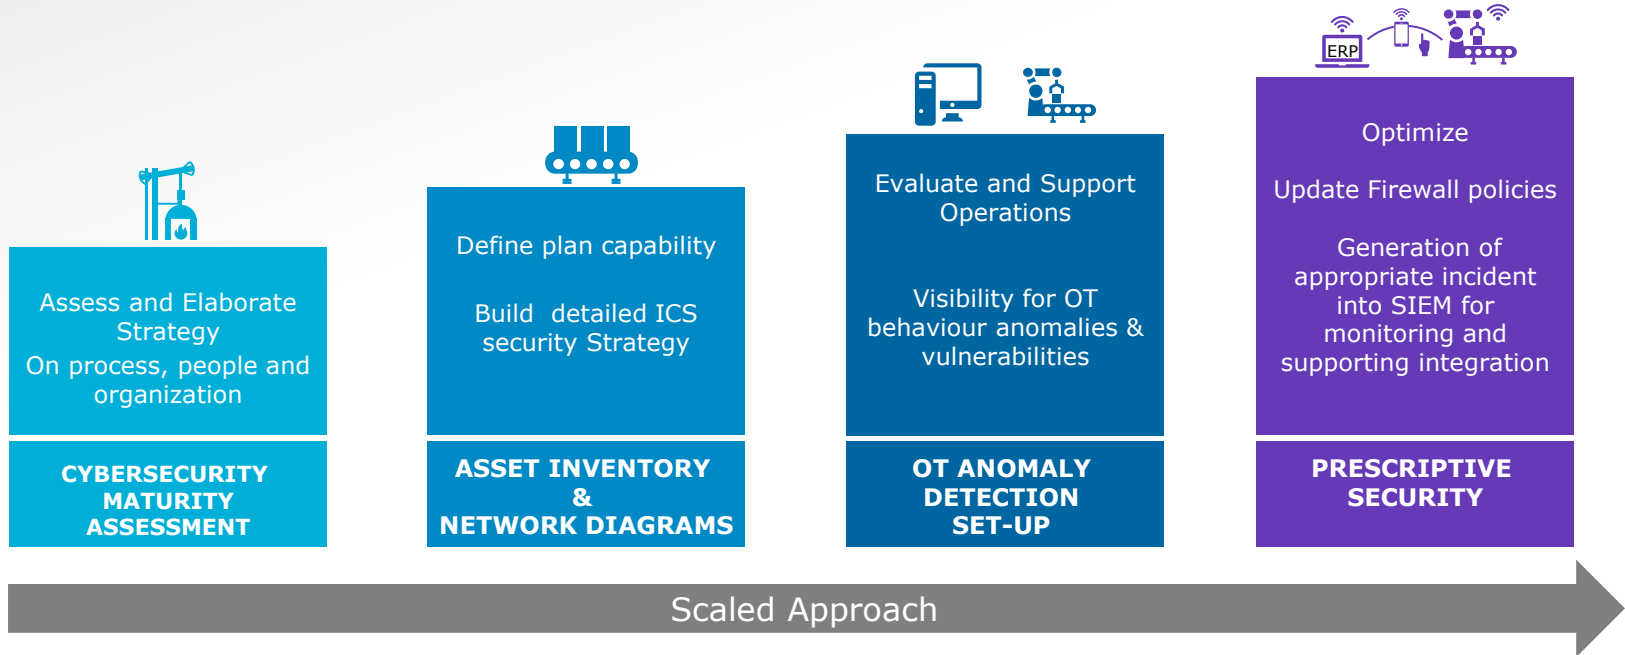 Assess and Elaborate
Strategy
On process, people and
organization
CYBERSECURITY
MATURITY
ASSESSMENT
Define plan capability
Build detailed ICS
security Strategy
ASSET INVENTORY
&
NETWORK DIAGRAMS
Evaluate and Support
Operations
Visibility for OT
behaviour anomalies &
vulnerabilities
OT ANOMALY
DETECTION
SET-UP
ERP
Optimize
Update Firewall policies
Generation of
appropriate incident
into SIEM for
monitoring and
supporting integration
PRESCRIPTIVE
SECURITY
Scaled Approach